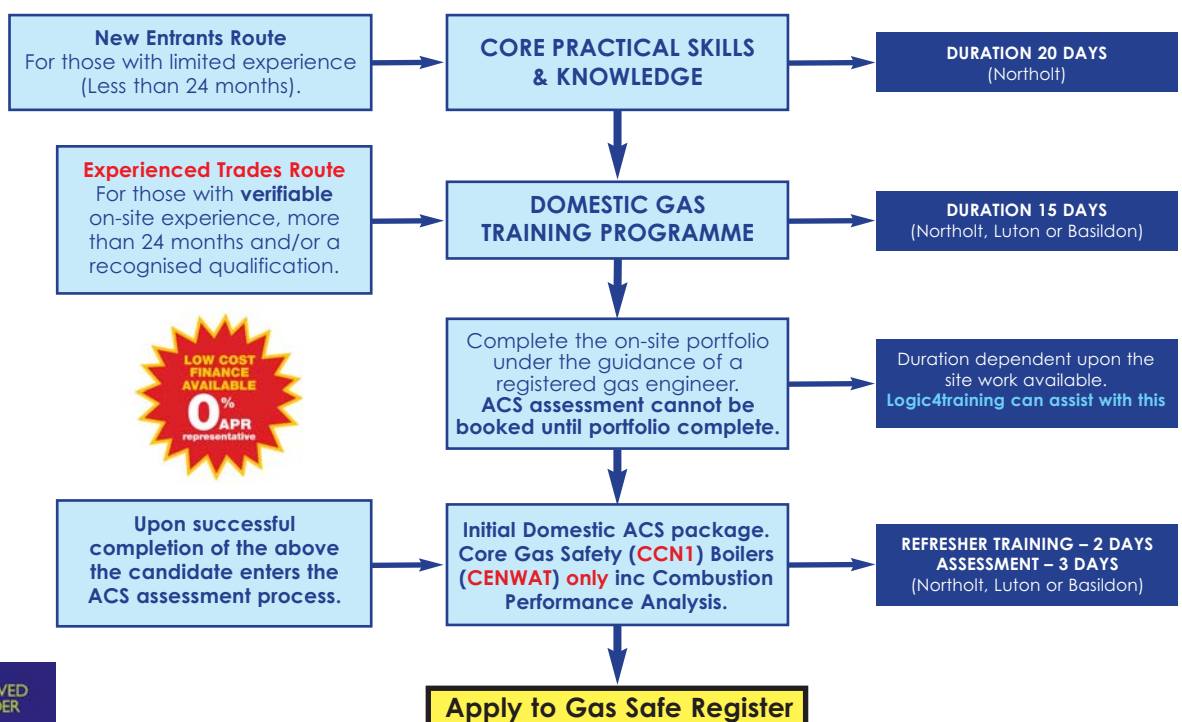 New Entrants Route
For those with limited experience
(Less than 24 months).
CORE PRACTICAL SKILLS
& KNOWLEDGE
DURATION 20 DAYS
(Northolt)
Experienced Trades Route
For those with verifiable
on-site experience, more
than 24 months and/or a
recognised qualification.
DOMESTIC GAS
TRAINING PROGRAMME
DURATION 15 DAYS
(Northolt, Luton or Basildon)
LOW COST
FINANCE
AVAILABLE
0%
APR
representative
Complete the on-site portfolio
under the guidance of a
registered gas engineer.
ACS assessment cannot be
booked until portfolio complete.
Duration dependent upon the
site work available.
Logic4training can assist with this
Upon successful
completion of the above
the candidate enters the
ACS assessment process.
Initial Domestic ACS package.
Core Gas Safety (CCN1) Boilers
(CENWAT) only inc Combustion
Performance Analysis.
REFRESHER TRAINING – 2 DAYS
ASSESSMENT – 3 DAYS
(Northolt, Luton or Basildon)
Apply to Gas Safe Register